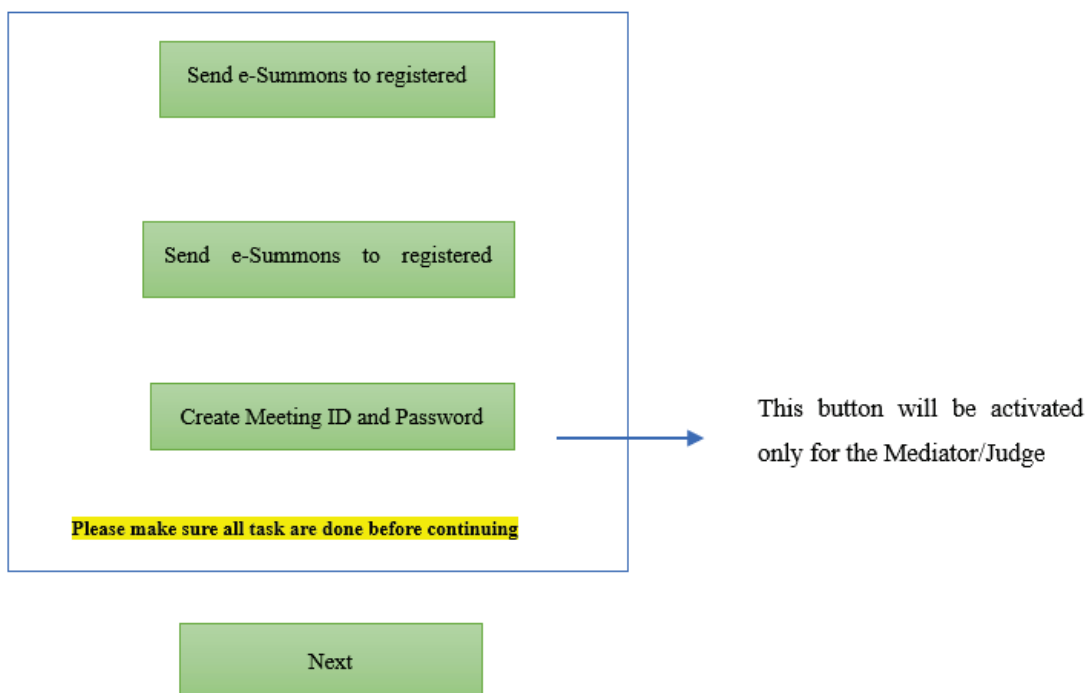 Send e-Summons to registered
Send e-Summons to registered
Create Meeting ID and Password
This button will be activated
only for the Mediator/Judge
Please make sure all task are done before continuing
Next